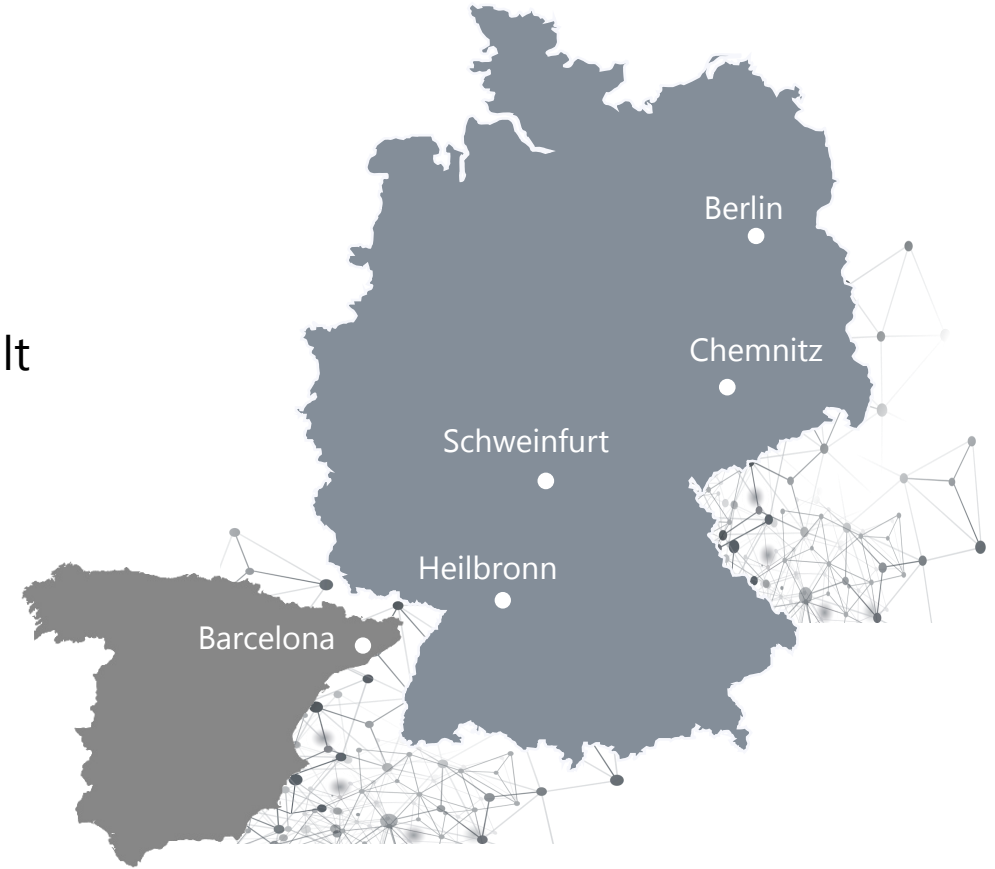 Berlin
lt
Chemnitz
Schweinfurt
Heilbronn
Barcelona